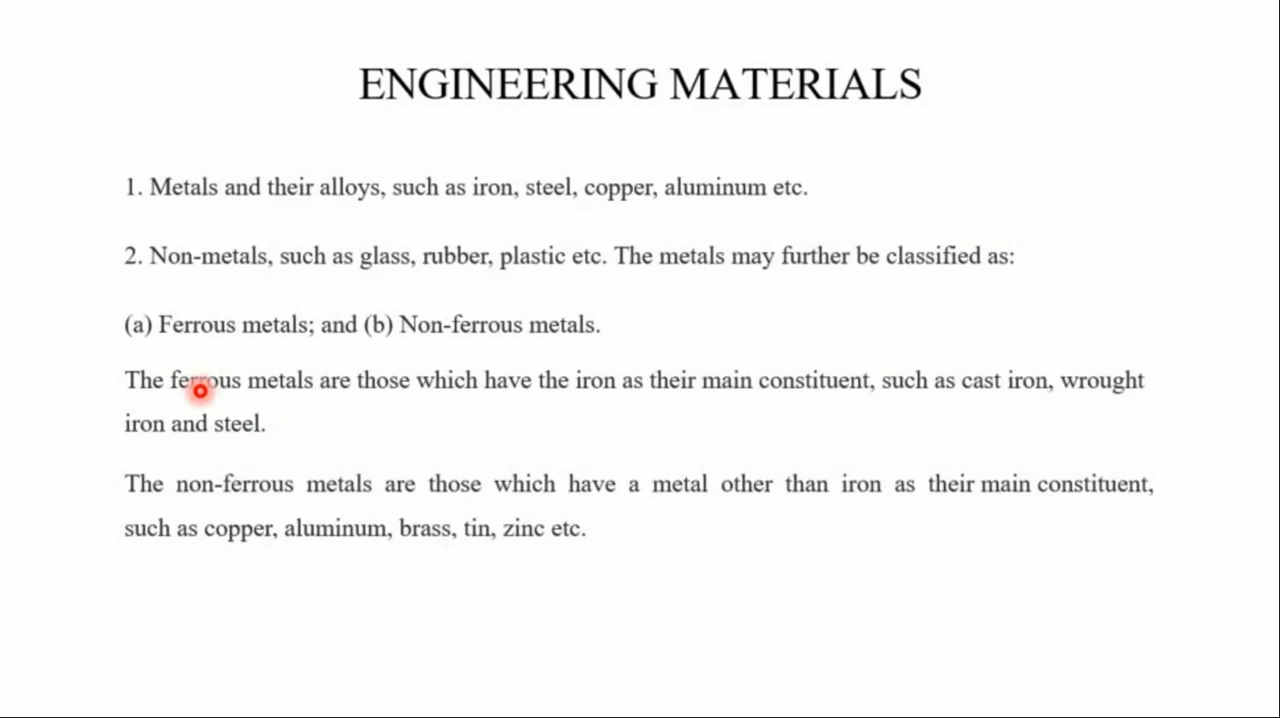 ENGINEERING MATERIALS
1. Metals and their alloys, such as iron, steel, copper, aluminum etc.
2. Non-metals, such as glass, rubber, plastic etc. The metals may further be classified as:
(a) Ferrous metals; and (b) Non-ferrous metals.
The ferrous metals are those which have the iron as their main constituent, such as cast iron, wrought
iron and steel.
The non-ferrous metals are those which have a metal other than iron as their main constituent,
such as copper, aluminum, brass, tin, zinc etc.